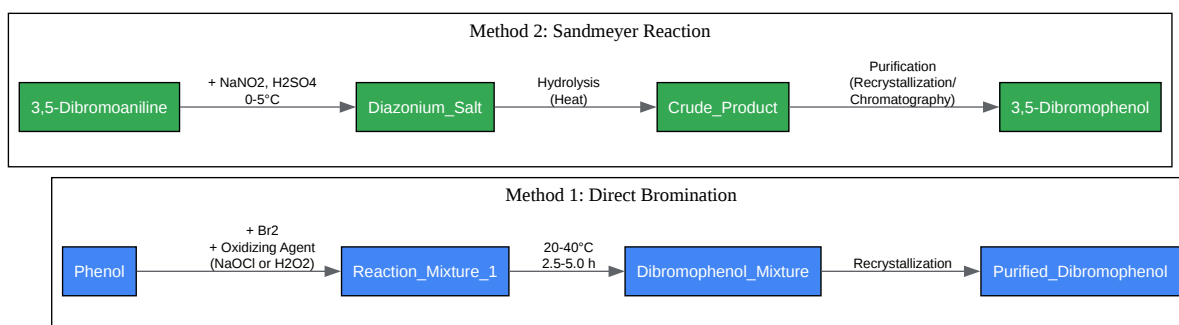 Method 2: Sandmeyer Reaction
3,5-Dibromoaniline
+ NaNO2, H2SO4
0-5°C
Diazonium_Salt
Hydrolysis
(Heat)
Crude_Product
Purification
(Recrystallization/
Chromatography)
3,5-Dibromophenol
Method 1: Direct Bromination
Phenol
+ Br2
+ Oxidizing Agent
(NaOCl or H2O2)
Reaction_Mixture_1
20-40°C
2.5-5.0 h
Dibromophenol_Mixture
Recrystallization
Purified_Dibromophenol